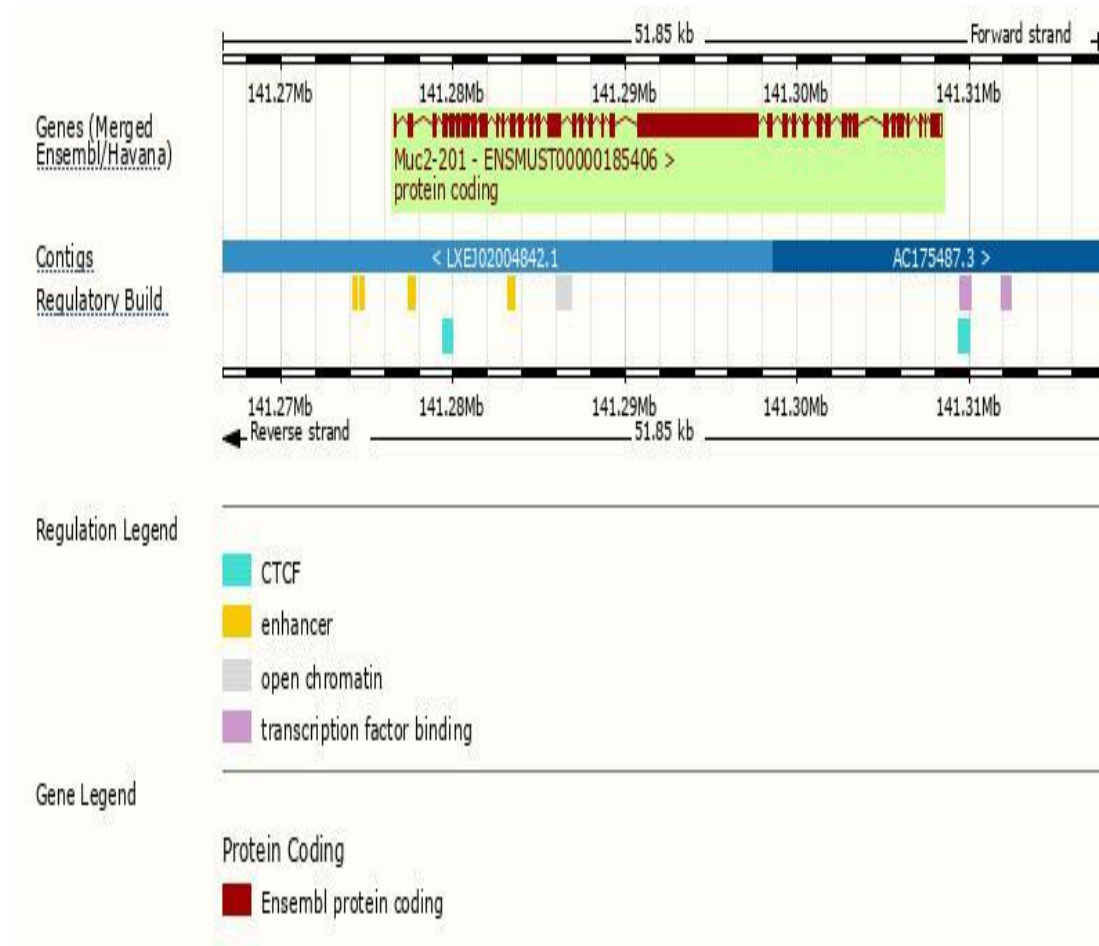 51.85 kb Forward strand
141.27Mb 141.28Mb 141.29Mb 141.30Mb 141.31Mb
Genes (Merged
Ensembl/Havana)
Muc2-201 - ENSMUST00000185406 >
protein coding
Contigs < LXEJ02004842.1 AC175487.3 >
Regulatory Build
141.27Mb 141.28Mb 141.29Mb 141.30Mb 141.31Mb
Reverse strand 51.85 kb
Regulation Legend
CTCF
enhancer
open chromatin
transcription factor binding
Gene Legend
Protein Coding
Ensembl protein coding